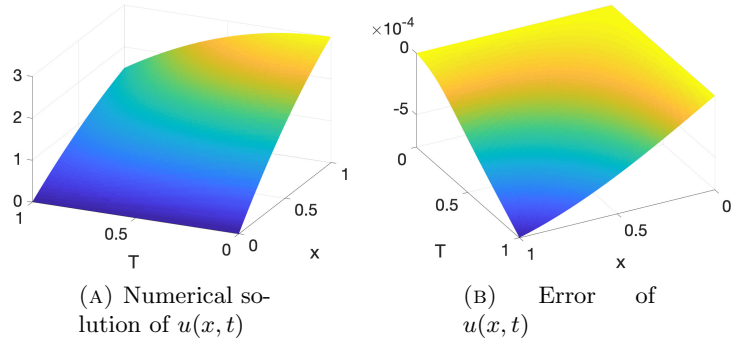 3
2
1
0
1
0.5
0
T
0
0.5
1
x
×10⁻⁴
0
-5
0
0.5
1
T
1
0.5
0
x
(A) Numerical so-
lution of u(x, t)
(B) Error of
u(x, t)